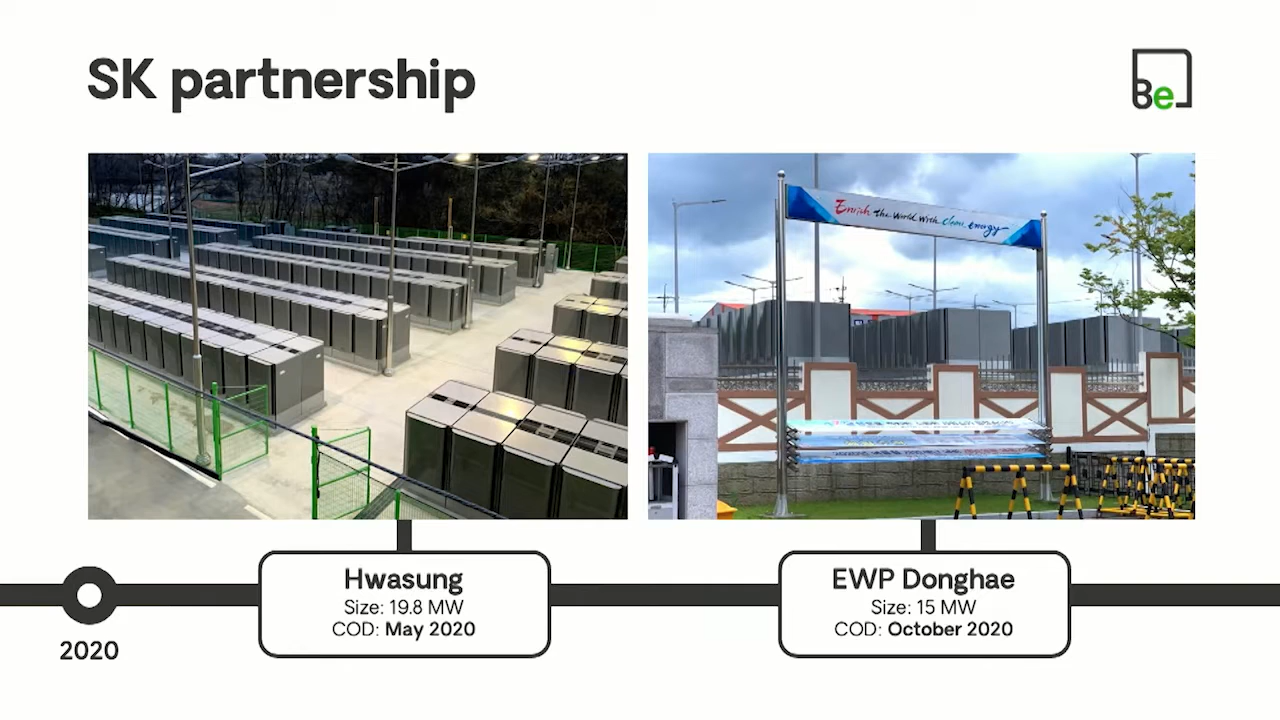 SK partnership
Be
Enrich the World with clean energy
Hwasung
Size: 19.8 MW
COD: May 2020
EWP Donghae
Size: 15 MW
COD: October 2020
2020